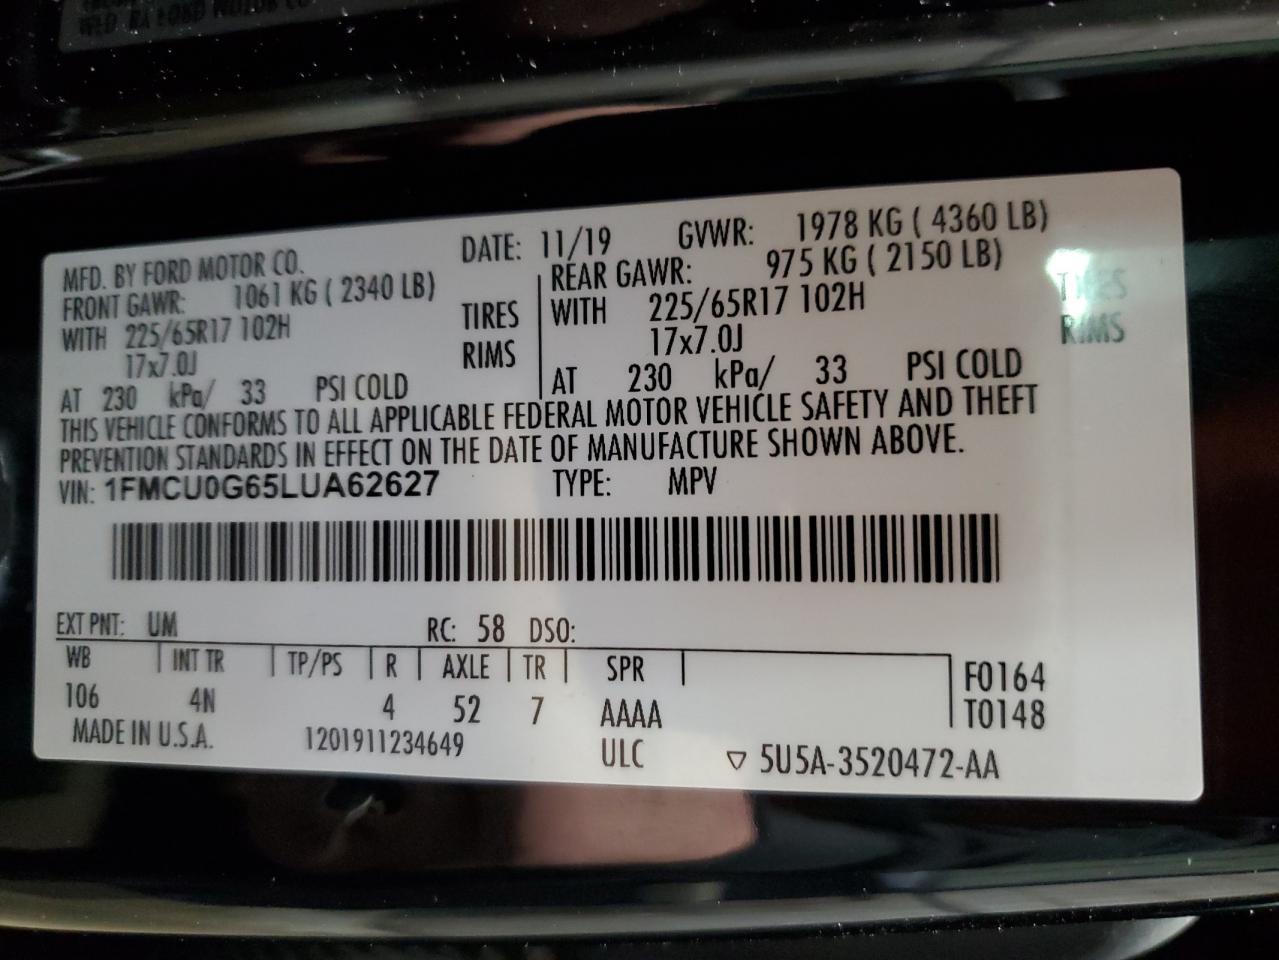 MFD. BY FORD MOTOR CO. DATE: 11/19 GVWR: 1978 KG ( 4360 LB)
FRONT GAWR: 1061 KG ( 2340 LB) REAR GAWR: 975 KG ( 2150 LB)
WITH 225/65R17 102H TIRES WITH 225/65R17 102H TIRES
17x7.0J RIMS 17x7.0J RIMS
AT 230 kPa/ 33 PSI COLD AT 230 kPa/ 33 PSI COLD
THIS VEHICLE CONFORMS TO ALL APPLICABLE FEDERAL MOTOR VEHICLE SAFETY AND THEFT
PREVENTION STANDARDS IN EFFECT ON THE DATE OF MANUFACTURE SHOWN ABOVE.
VIN: 1FMCU0G65LUA62627 TYPE: MPV
EXT PNT: UM RC: 58 DSO:
WB INT TR TP/PS R AXLE TR SPR F0164
106 4N 4 52 7 AAAA T0148
MADE IN U.S.A. 1201911234649 ULC ▽ 5U5A-3520472-AA